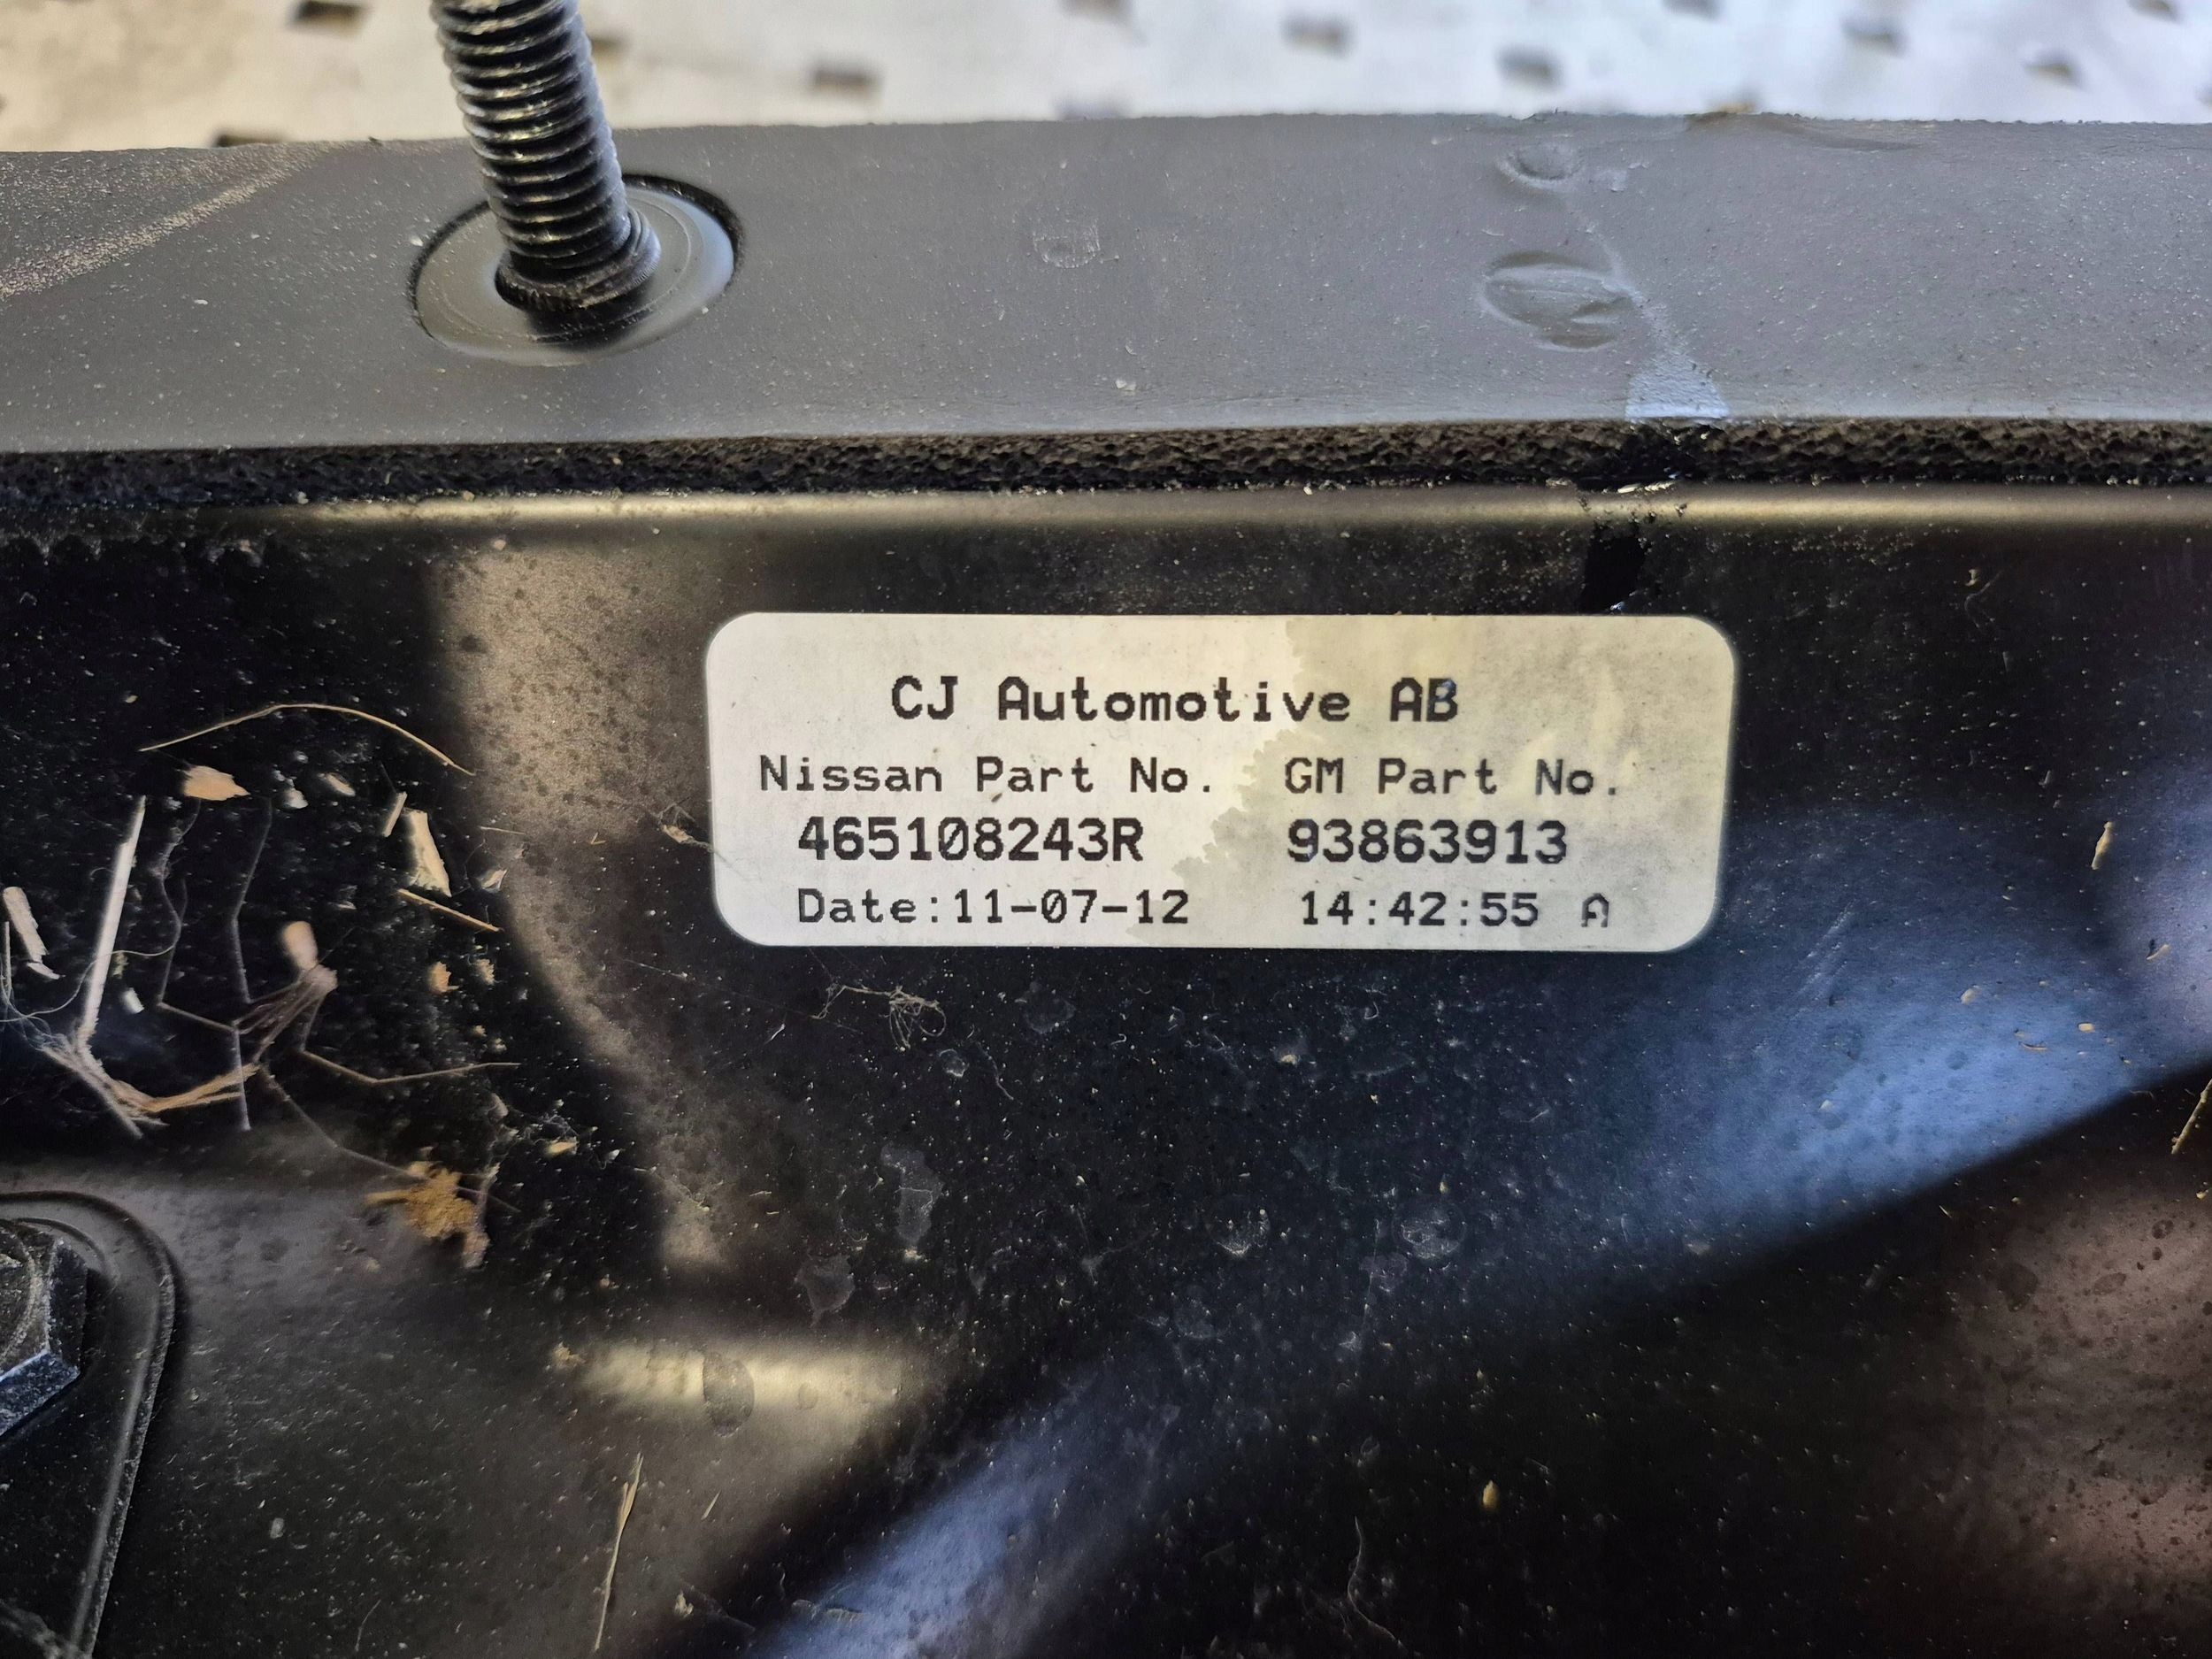 CJ Automotive AB
Nissan Part No. GM Part No.
465108243R 93863913
Date:11-07-12 14:42:55 A